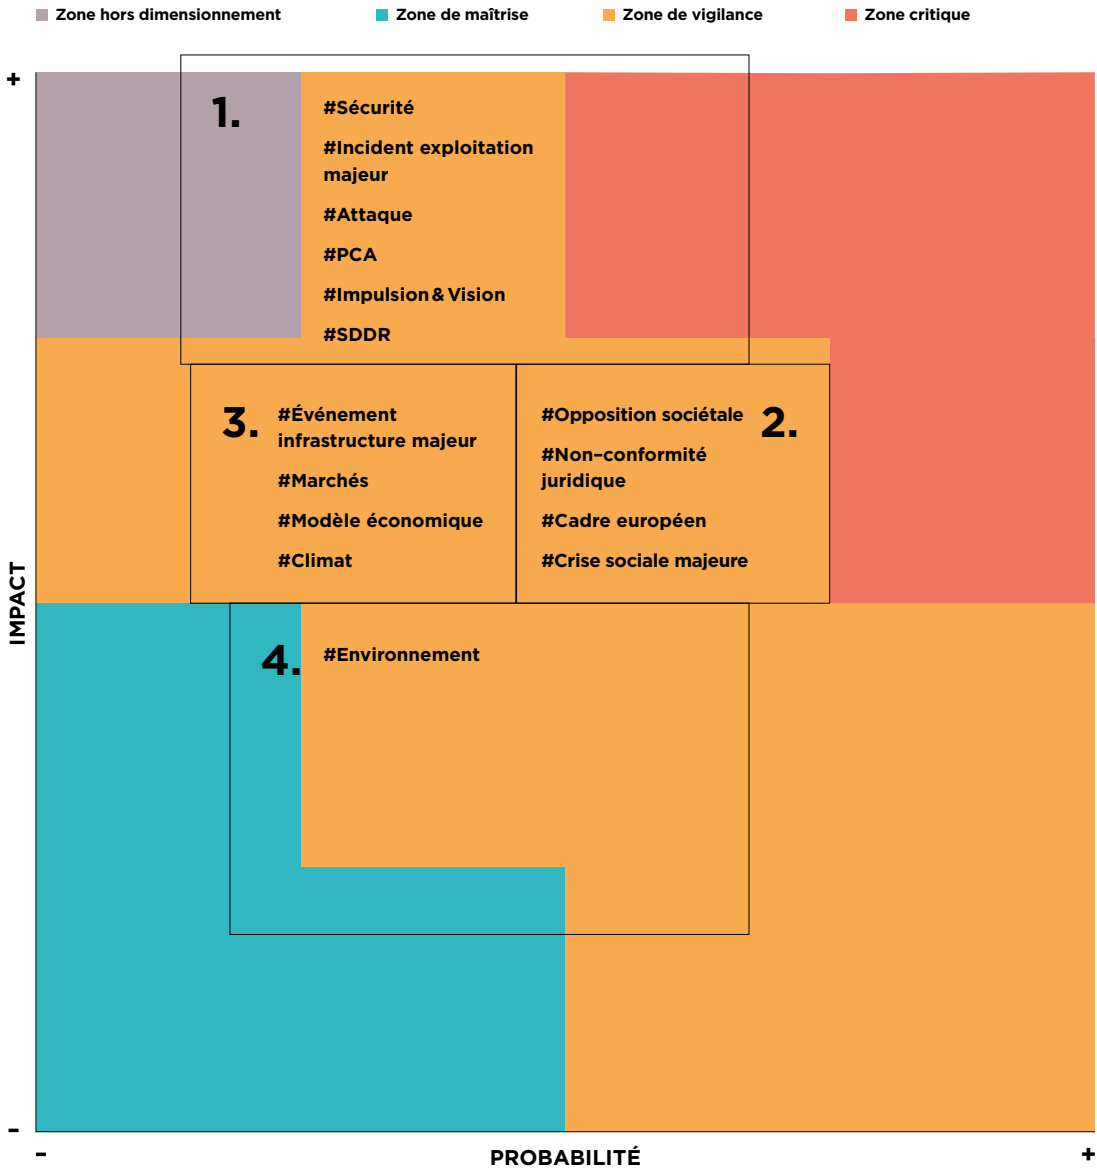 Zone hors dimensionnement
Zone de maîtrise
Zone de vigilance
Zone critique
+
1.
#Sécurité
#Incident exploitation
majeur
#Attaque
#PCA
#Impulsion & Vision
#SDDR
3.
#Événement
infrastructure majeur
#Marchés
#Modèle économique
#Climat
#Opposition sociétale
2.
#Non-conformité
juridique
#Cadre européen
#Crise sociale majeure
IMPACT
4.
#Environnement
-
-
PROBABILITÉ
+